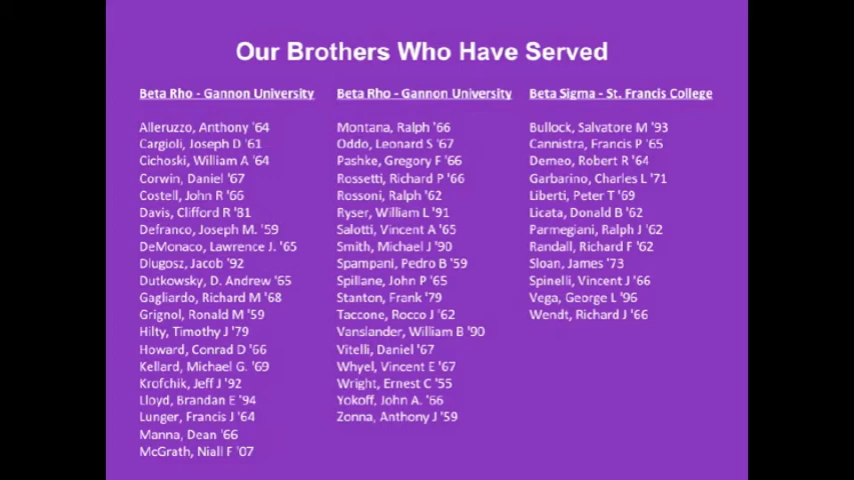 Our Brothers Who Have Served
Beta Rho - Gannon University
Alleruzzo, Anthony '64
Cargioli, Joseph D '61
Cichoski, William A '64
Corwin, Daniel '67
Costell, John R '66
Davis, Clifford R '81
Defranco, Joseph M. '59
DeMonaco, Lawrence J. '65
Dlugosz, Jacob '92
Dutkowsky, D. Andrew '65
Gagliardo, Richard M '68
Grignol, Ronald M '59
Hilty, Timothy J '79
Howard, Conrad D '66
Kellard, Michael G. '69
Krofchik, Jeff J '92
Lloyd, Brandan E '94
Lunger, Francis J '64
Manna, Dean '66
McGrath, Niall F '07
Beta Rho - Gannon University
Montana, Ralph '66
Oddo, Leonard S '67
Pashke, Gregory F '66
Rossetti, Richard P '66
Rossoni, Ralph '62
Ryser, William L '91
Salotti, Vincent A '65
Smith, Michael J '90
Spampani, Pedro B '59
Spillane, John P '65
Stanton, Frank '79
Taccone, Rocco J '62
Vanslander, William B '90
Vitelli, Daniel '67
Whyel, Vincent E '67
Wright, Ernest C '55
Yokoff, John A. '66
Zonna, Anthony J '59
Beta Sigma - St. Francis College
Bullock, Salvatore M '93
Cannistra, Francis P '65
Demeo, Robert R '64
Garbarino, Charles L '71
Liberti, Peter T '69
Licata, Donald B '62
Parmegiani, Ralph J '62
Randall, Richard F '62
Sloan, James '73
Spinelli, Vincent J '66
Vega, George L '96
Wendt, Richard J '66